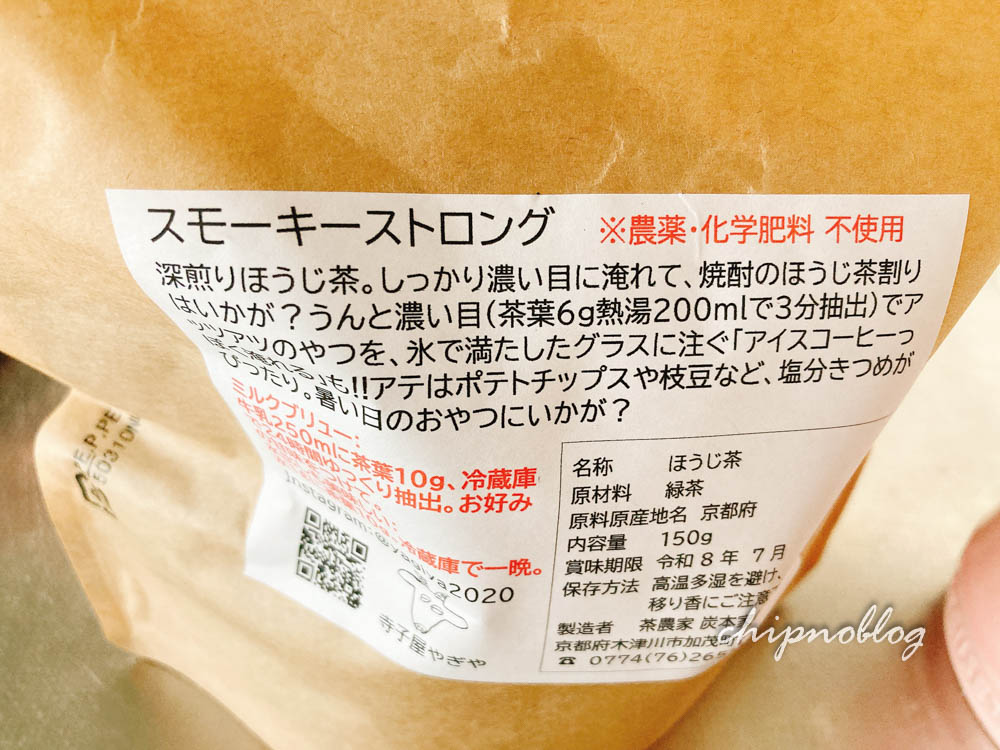 スモーキーストロング ※農薬・化学肥料 不使用
深煎りほうじ茶。しっかり濃い目に淹れて、焼酎のほうじ茶割り
はいかが?うんと濃い目(茶葉6g熱湯200mlで3分抽出)でア
ツアツのやつを、氷で満たしたグラスに注ぐ「アイスコーヒーっ
も!!アテはポテトチップスや枝豆など、塩分きつめが
ぴったり。暑い日のおやつにいかが?
ミルクブリュー:
牛乳250mlに茶葉10g、冷蔵庫
時間ゆっくり抽出。お好み
冷蔵庫で一晩。
Instagram:
2020
寺子屋やぎや
名称 ほうじ茶
原材料 緑茶
原料原産地名 京都府
内容量 150g
賞味期限 令和8年 7月
保存方法 高温多湿を避け、
移り香にご注意
製造者 茶農家 炭本
京都府木津川市加茂町
☎ 0774(76)265
chipnoblog